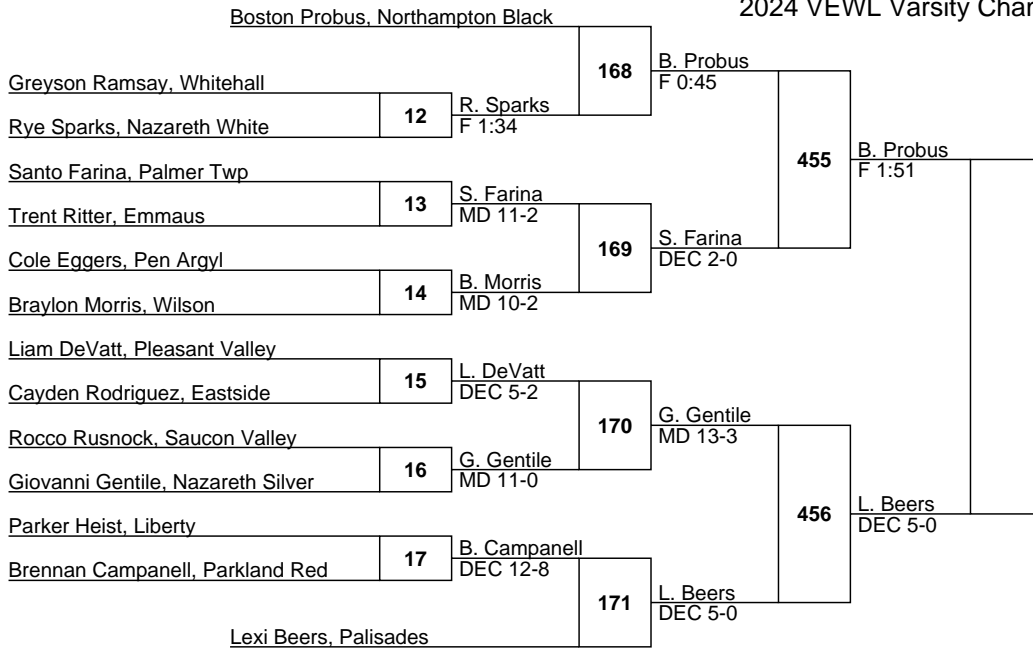 2024 VEWL Varsity Char
Boston Probus, Northampton Black
168
B. Probus
F 0:45
Greyson Ramsay, Whitehall
12
R. Sparks
F 1:34
Rye Sparks, Nazareth White
455
B. Probus
F 1:51
Santo Farina, Palmer Twp
13
S. Farina
MD 11-2
Trent Ritter, Emmaus
169
S. Farina
DEC 2-0
Cole Eggers, Pen Argyl
14
B. Morris
MD 10-2
Braylon Morris, Wilson
Liam DeVatt, Pleasant Valley
15
L. DeVatt
DEC 5-2
Cayden Rodriguez, Eastside
170
G. Gentile
MD 13-3
Rocco Rusnock, Saucon Valley
16
G. Gentile
MD 11-0
Giovanni Gentile, Nazareth Silver
456
L. Beers
DEC 5-0
Parker Heist, Liberty
17
B. Campanell
DEC 12-8
Brennan Campanell, Parkland Red
171
L. Beers
DEC 5-0
Lexi Beers, Palisades